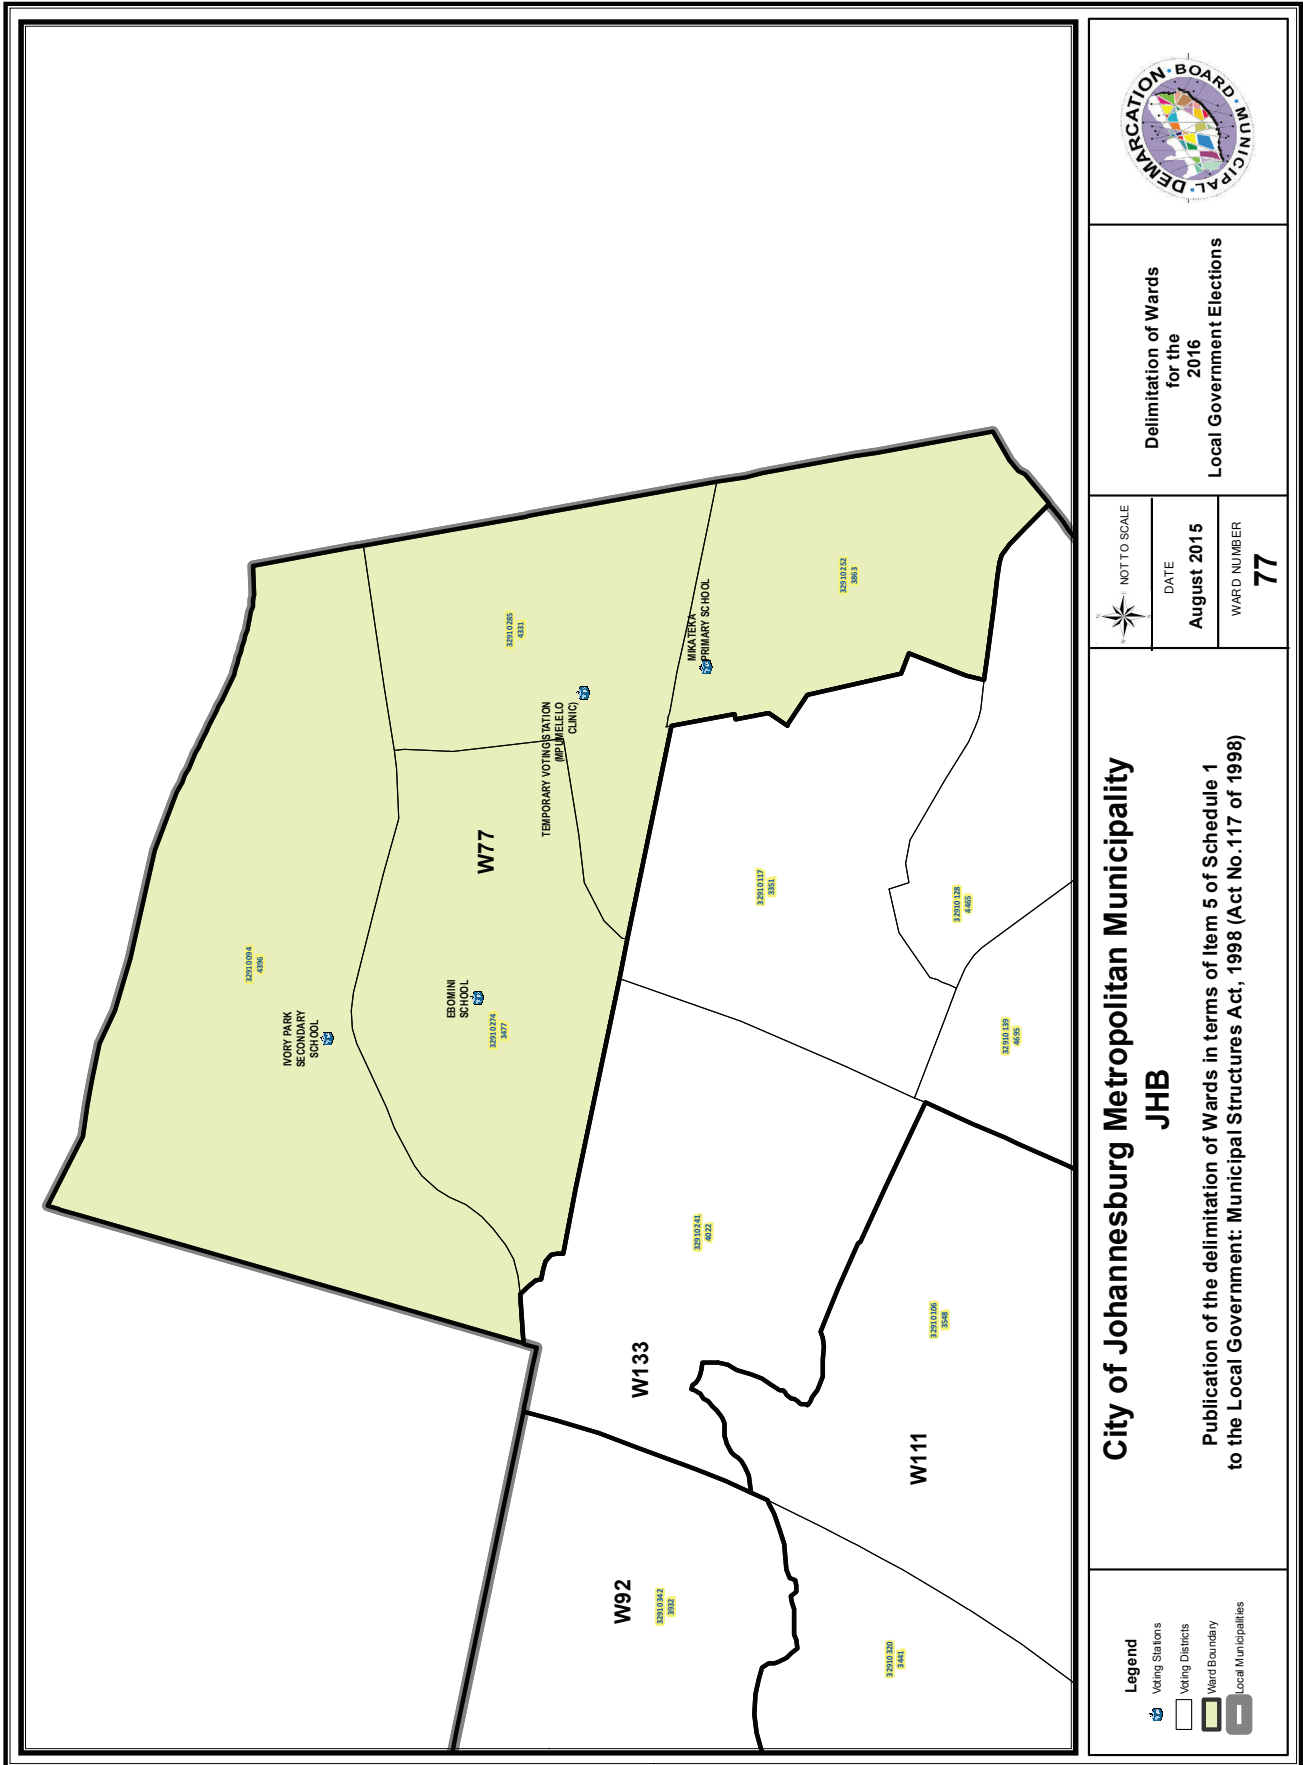 32910094
4396
IVORY PARK
SECONDARY
SCHOOL
EBOMINI
SCHOOL
32910274
3477
W77
TEMPORARY VOTING STATION
(MPUMELELO
CLINIC)
32910285
4331
MIKATEKA
PRIMARY SCHOOL
32910252
3863
W92
32910342
3932
32910320
3441
W133
32910241
4022
W111
32910106
3548
32910117
3351
32910128
4465
32910139
4695
Legend
Voting Stations
Voting Districts
Ward Boundary
Local Municipalities
City of Johannesburg Metropolitan Municipality
JHB
Publication of the delimitation of Wards in terms of Item 5 of Schedule 1
to the Local Government: Municipal Structures Act, 1998 (Act No.117 of 1998)
NOT TO SCALE
DATE
August 2015
WARD NUMBER
77
Delimitation of Wards
for the
2016
Local Government Elections
MUNICIPAL · DEMARCATION · BOARD ·